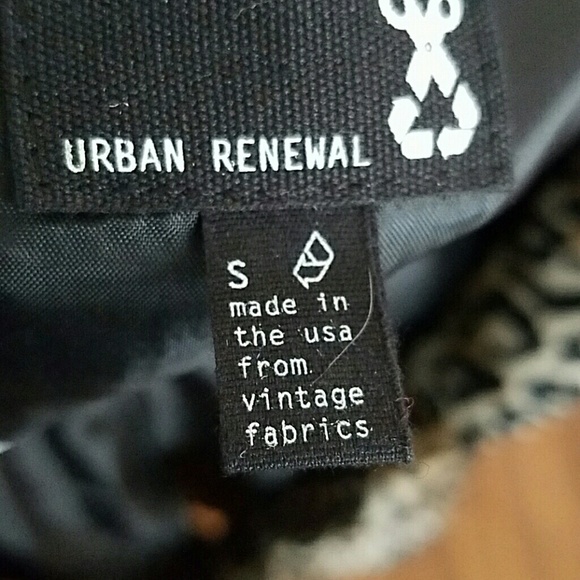 URBAN RENEWAL
S
made in
the usa
from
vintage
fabrics